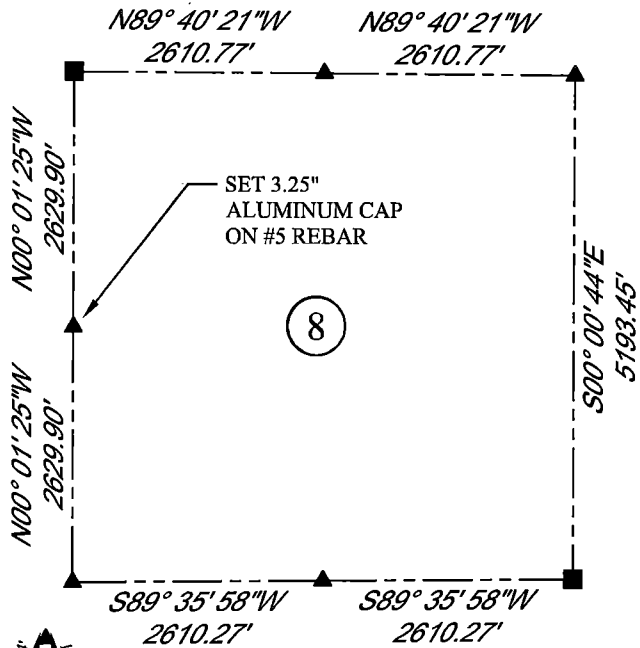 N89° 40' 21"W
2610.77'
N89° 40' 21"W
2610.77'
N00° 01' 25"W
2629.90'
SET 3.25"
ALUMINUM CAP
ON #5 REBAR
8
S00° 00' 44"E
5193.45'
N00° 01' 25"W
2629.90'
S89° 35' 58"W
2610.27'
S89° 35' 58"W
2610.27'